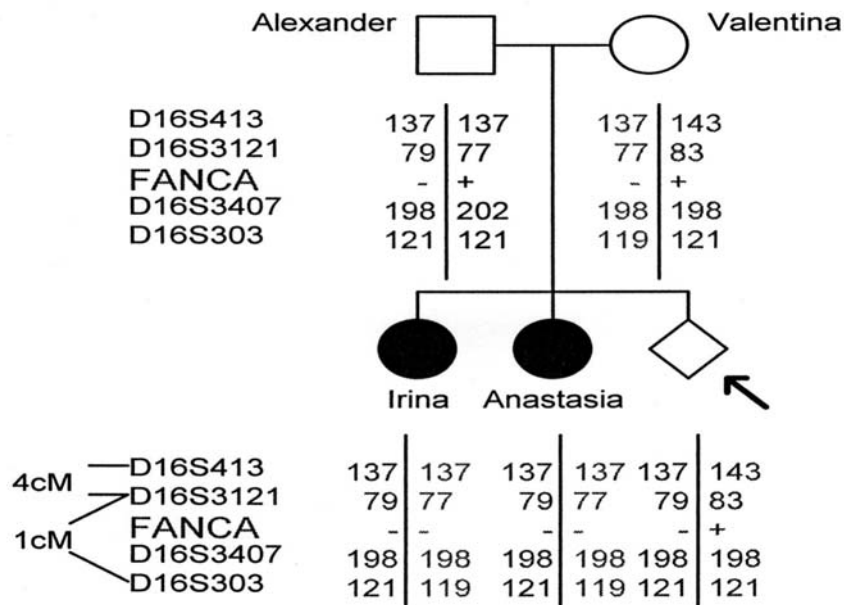 Alexander Valentina
D16S413 137 137 137 143
D16S3121 79 77 77 83
FANCA - + - +
D16S3407 198 202 198 198
D16S303 121 121 119 121
Irina Anastasia
D16S413 137 137 137 137 137 143
4cM
D16S3121 79 77 79 77 79 83
FANCA - - - - - +
1cM
D16S3407 198 198 198 198 198 198
D16S303 121 119 121 119 121 121